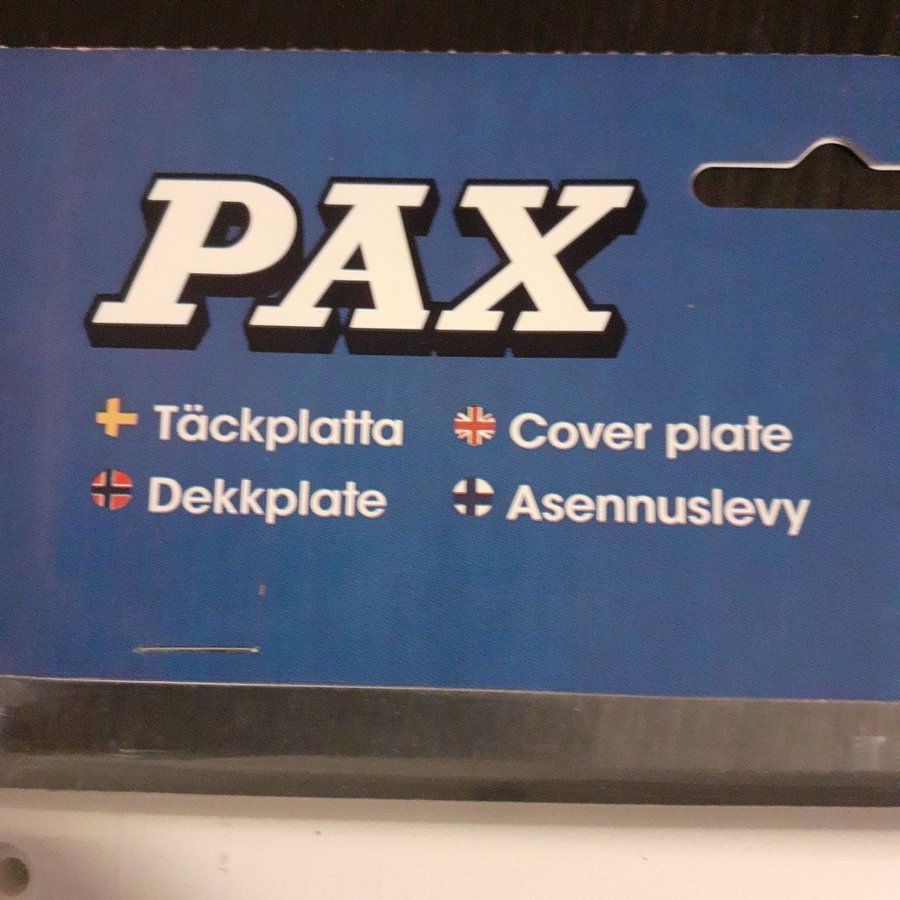 PAX
Täckplatta
Cover plate
Dekkplate
Asennuslevy